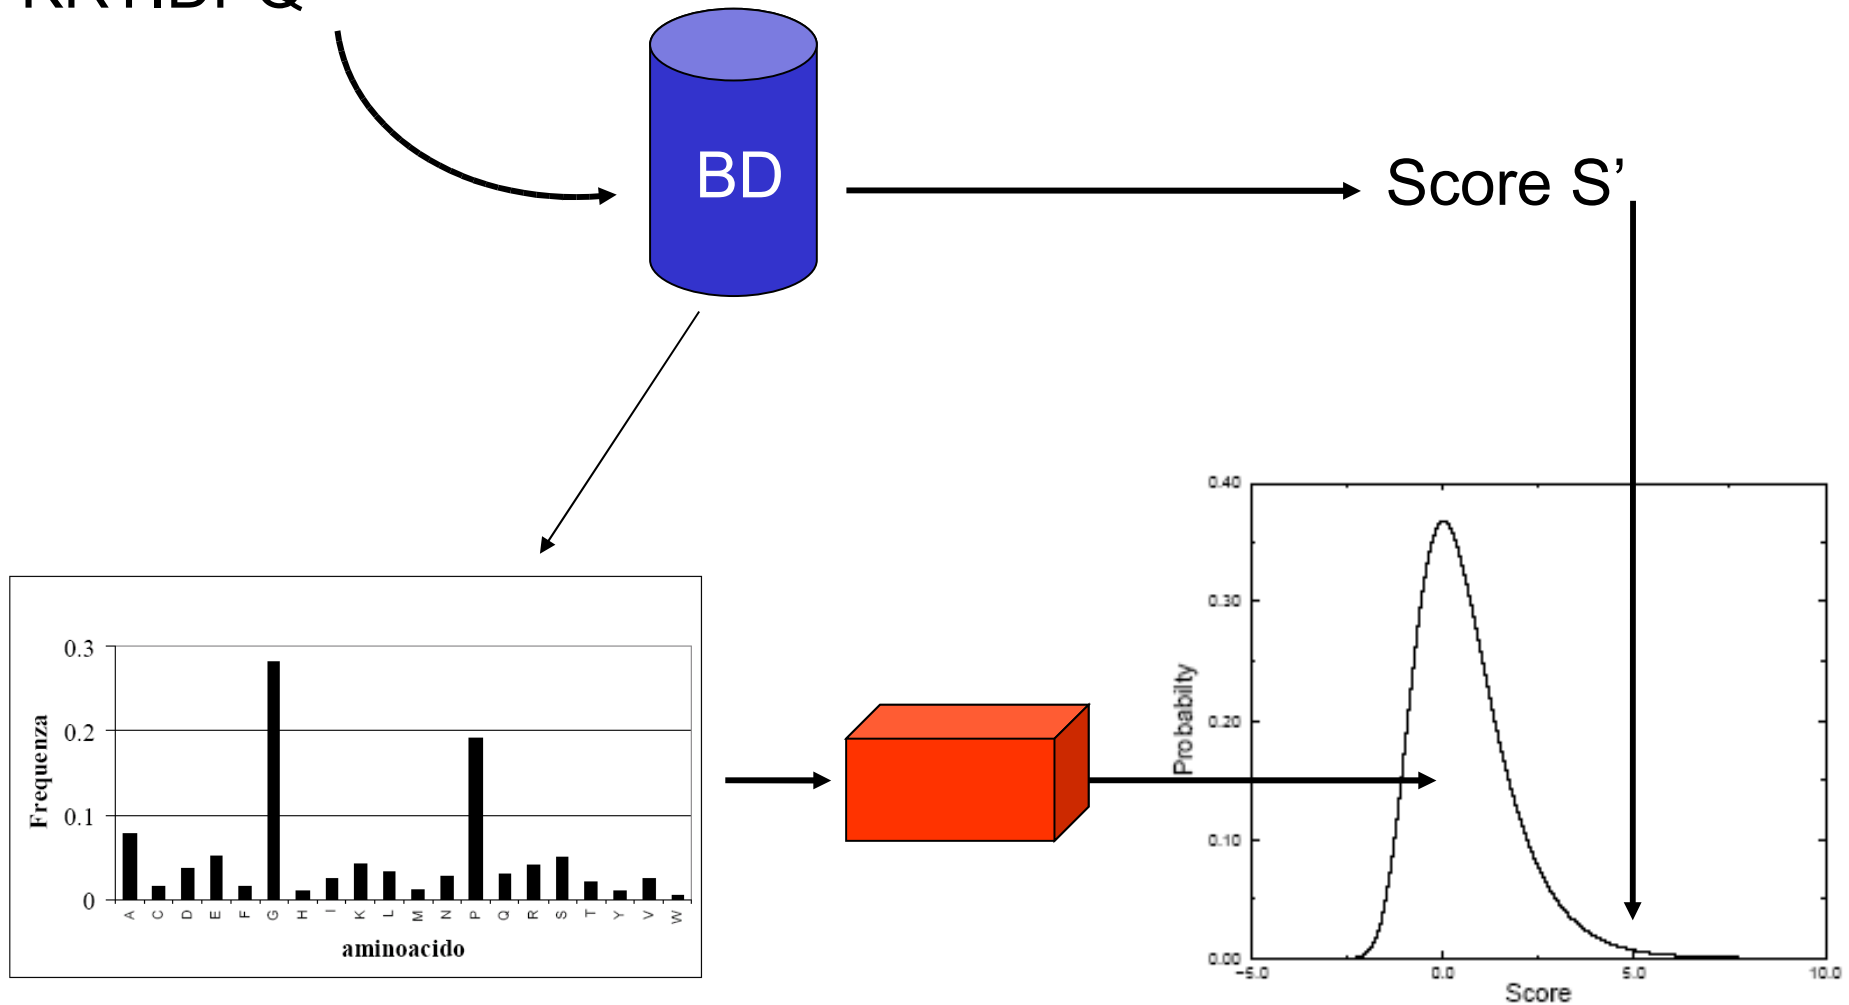 BD
Score S’
0.3
0.2
0.1
0
Frequenza
A C D E F G H I K L M N P Q R S T Y V W
aminoacido
0.40
0.30
0.20
0.10
0.00
Probabilty
-5.0 0.0 5.0 10.0
Score